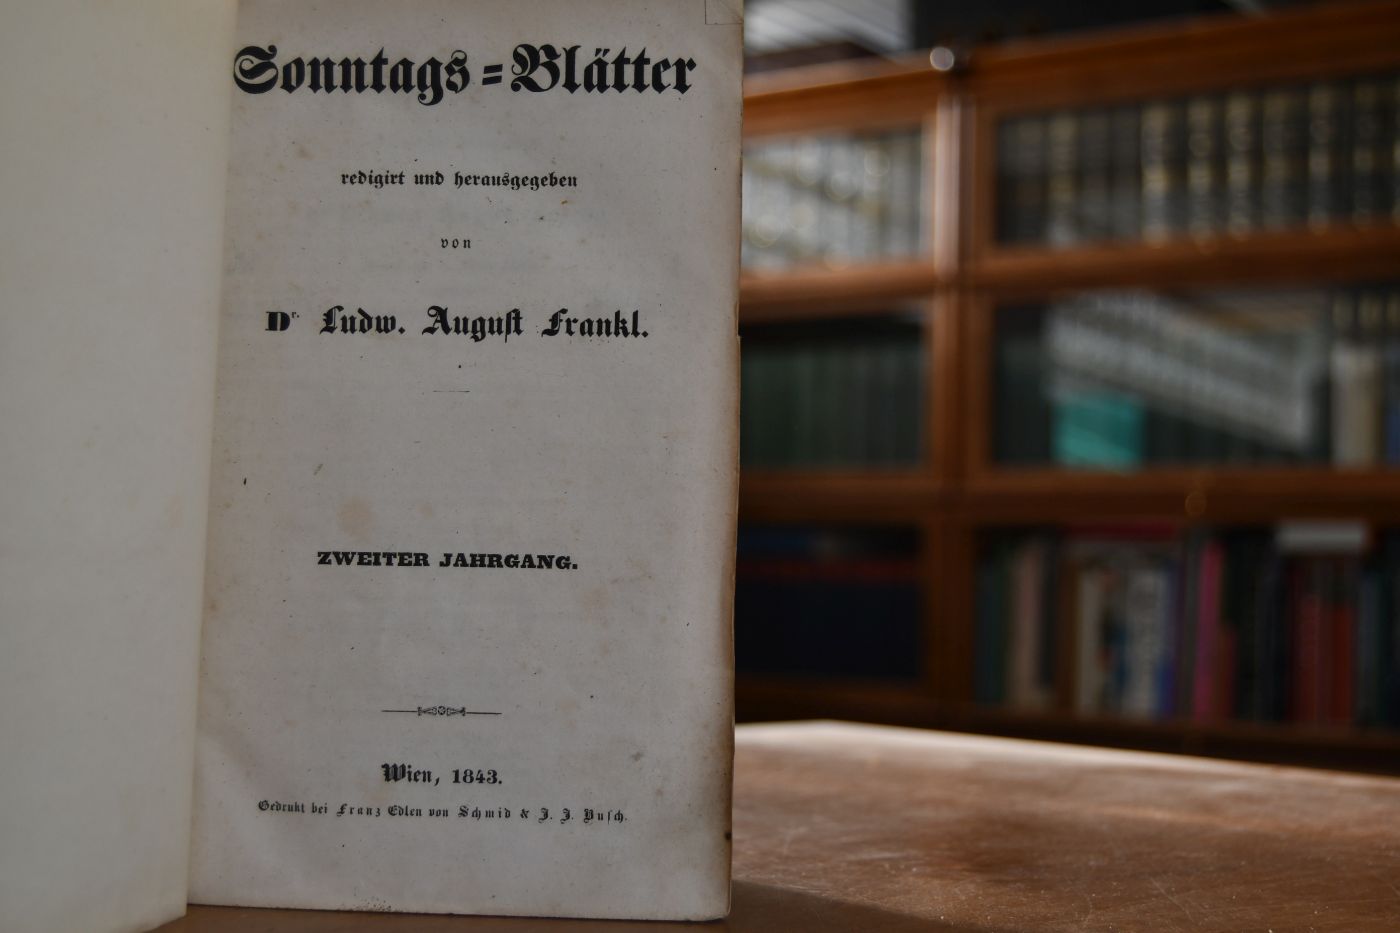 Sonntags=Blätter
redigirt und herausgegeben
von
Dr. Ludw. August Frankl.
ZWEITER JAHRGANG.
Wien, 1843.
Gedrukt bei Franz Edlen von Schmid & J. J. Busch.